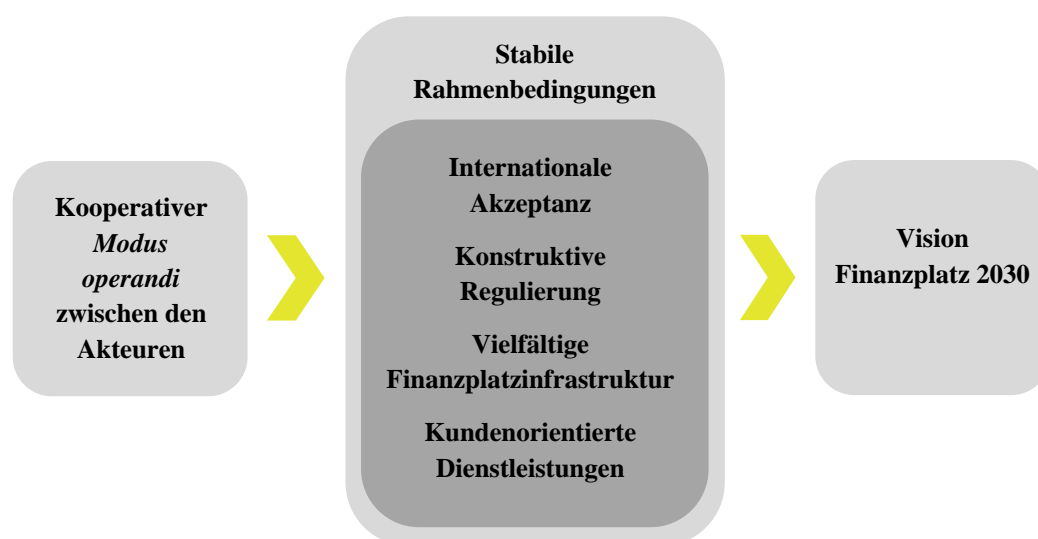 Kooperativer
Modus
operandi
zwischen den
Akteuren
Stabile
Rahmenbedingungen
Internationale
Akzeptanz
Konstruktive
Regulierung
Vielfältige
Finanzplatzinfrastruktur
Kundenorientierte
Dienstleistungen
Vision
Finanzplatz 2030